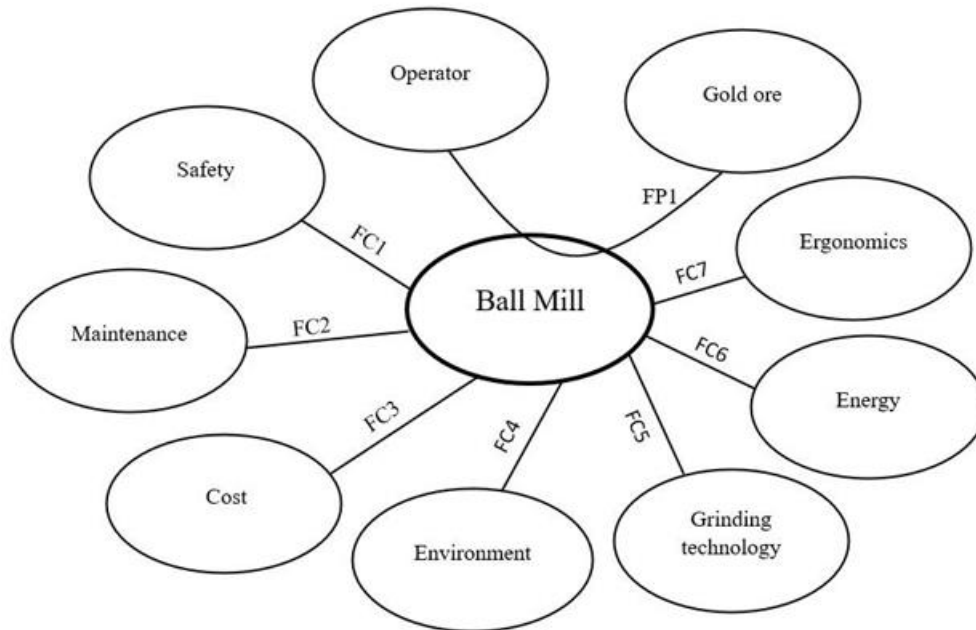 Operator
Gold ore
Safety
FP1
Ergonomics
FC1
FC7
Ball Mill
Maintenance
FC2
FC6
Energy
FC3
FC4
FC5
Cost
Environment
Grinding
technology